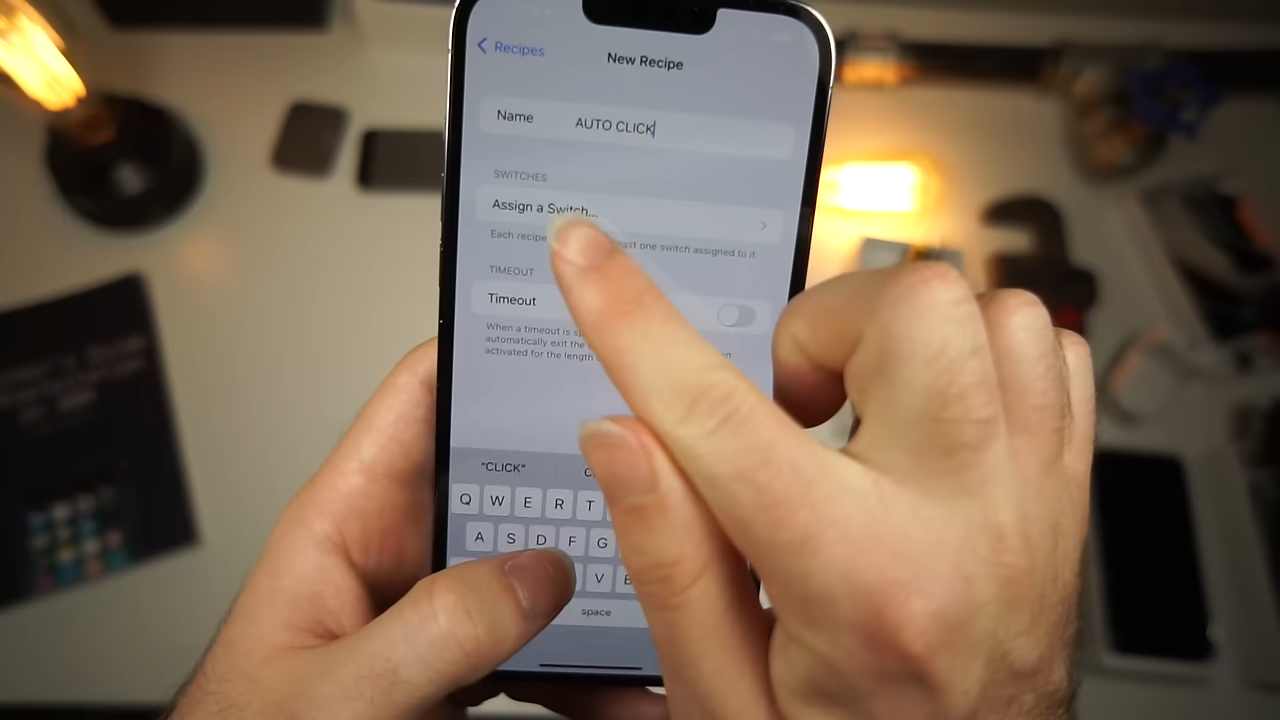 Recipes
New Recipe
Name AUTO CLICK
SWITCHES
Assign a Switch...
Each recipe least one switch assigned to it.
TIMEOUT
Timeout
When a timeout is
automatically exit the
activated for the length
"CLICK"
Q W E R T
A S D F G
V
space